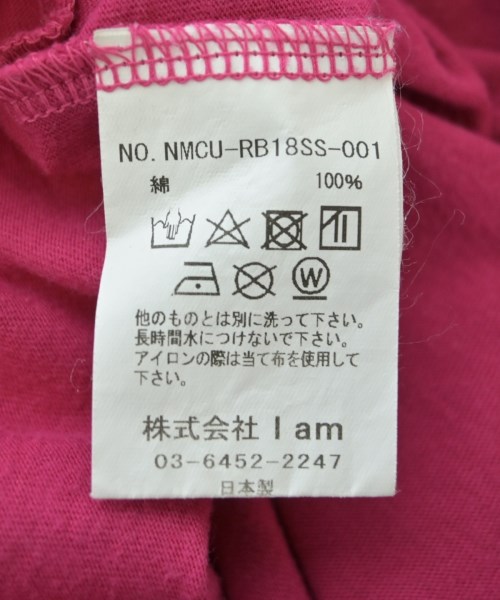 NO. NMCU-RB18SS-001
綿 100%
W
他のものとは別に洗って下さい。
長時間水につけないで下さい。
アイロンの際は当て布を使用して
下さい。
株式会社 I am
03-6452-2247
日本製